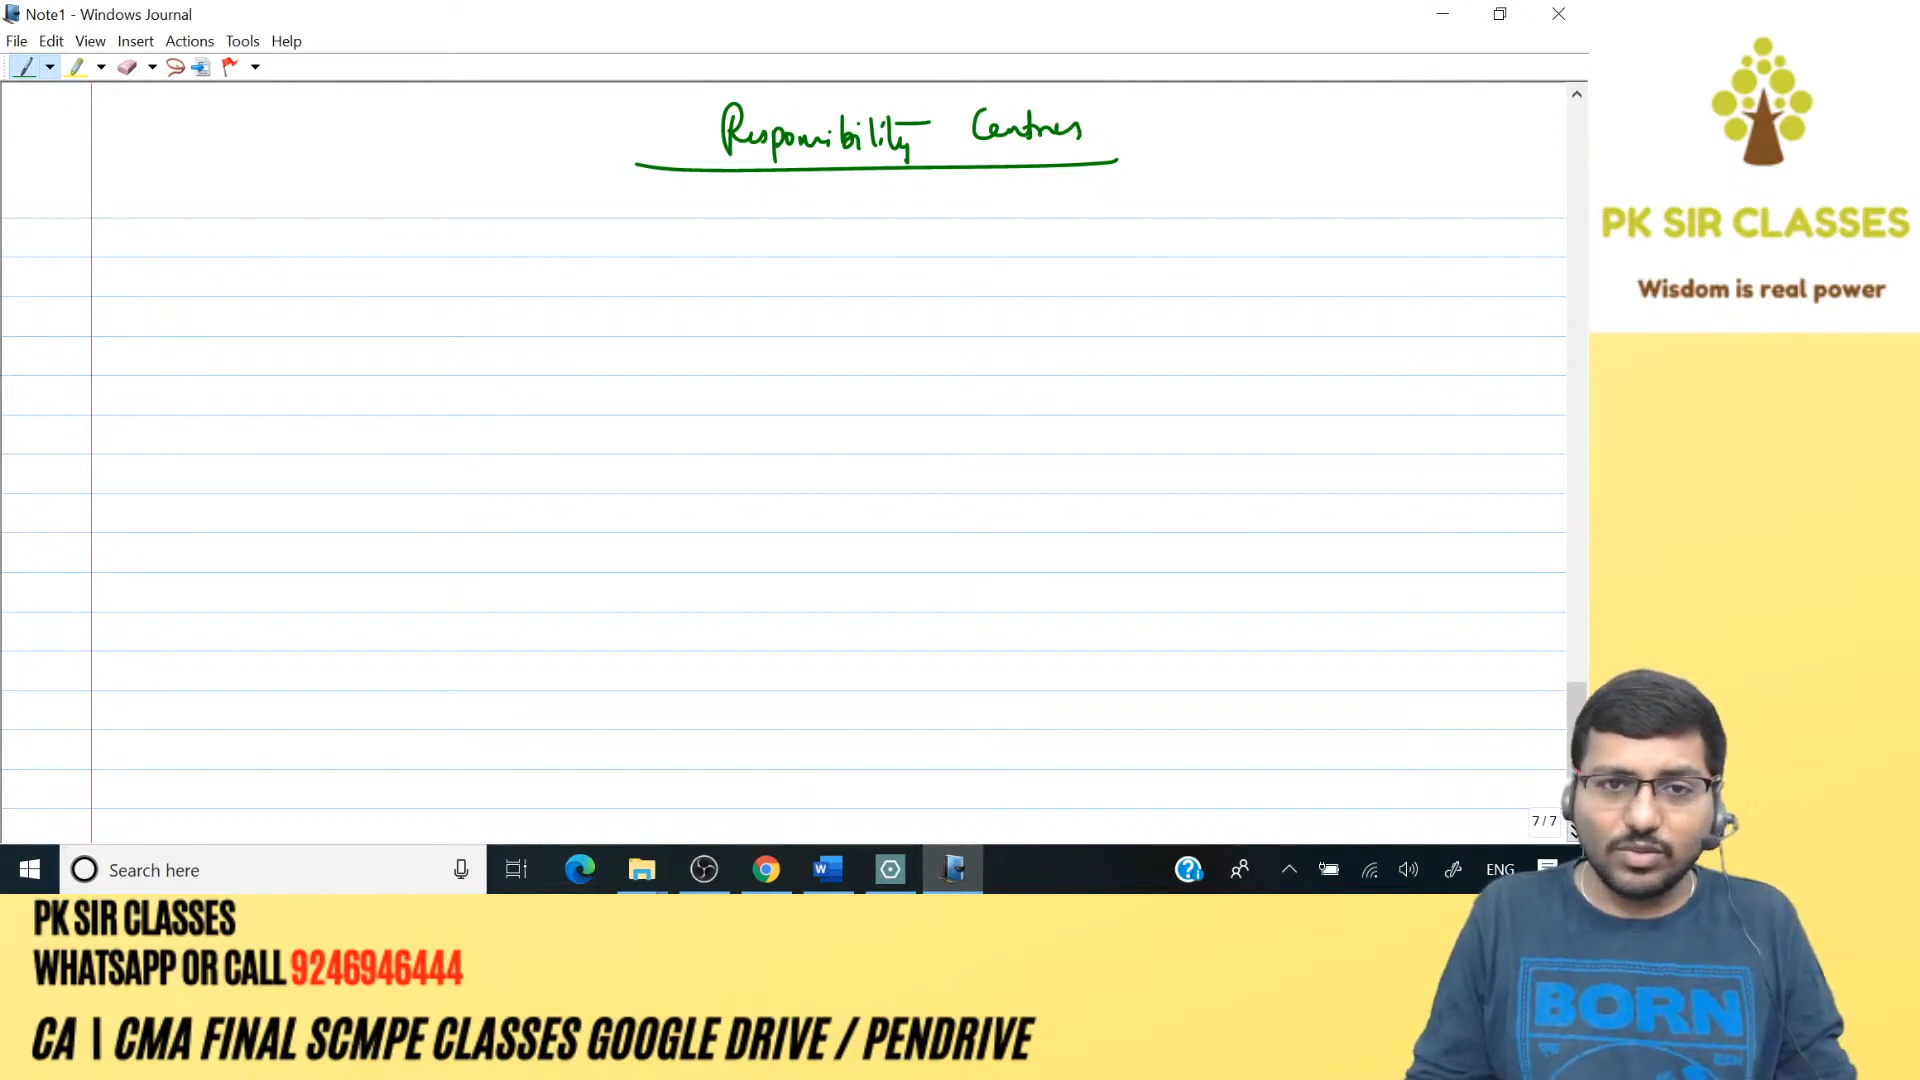 Note1 - Windows Journal
File Edit View Insert Actions Tools Help
Responsibility Centres
PK SIR CLASSES
Wisdom is real power
7 / 7
Search here
ENG
PK SIR CLASSES
WHATSAPP OR CALL 9246946444
CA \ CMA FINAL SCMPE CLASSES GOOGLE DRIVE / PENDRIVE
BORN